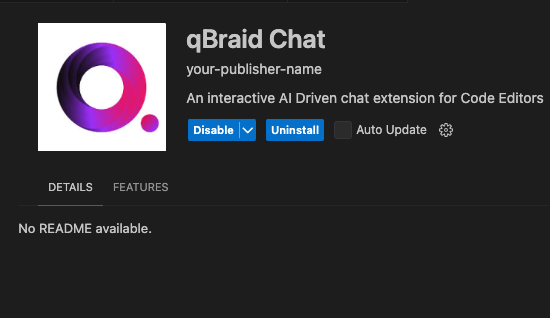 qBraid Chat
your-publisher-name
An interactive AI Driven chat extension for Code Editors
Disable Uninstall Auto Update
DETAILS FEATURES
No README available.